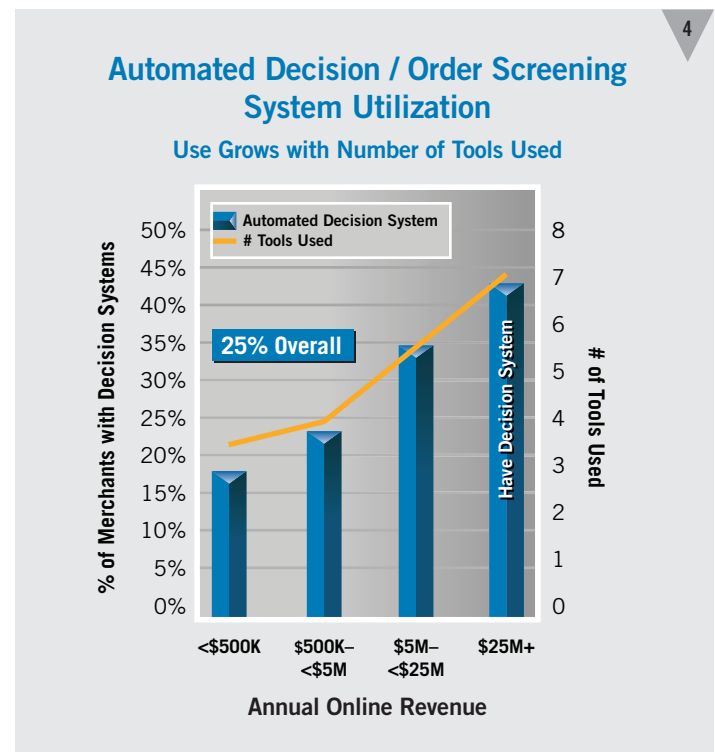 4
Automated Decision / Order Screening
System Utilization
Use Grows with Number of Tools Used
Automated Decision System
# Tools Used
25% Overall
Have Decision System
% of Merchants with Decision Systems
50%
45%
40%
35%
30%
25%
20%
15%
10%
5%
0%
8
7
6
5
4
3
2
1
0
# of Tools Used
<$500K
$500K–
<$5M
$5M–
<$25M
$25M+
Annual Online Revenue